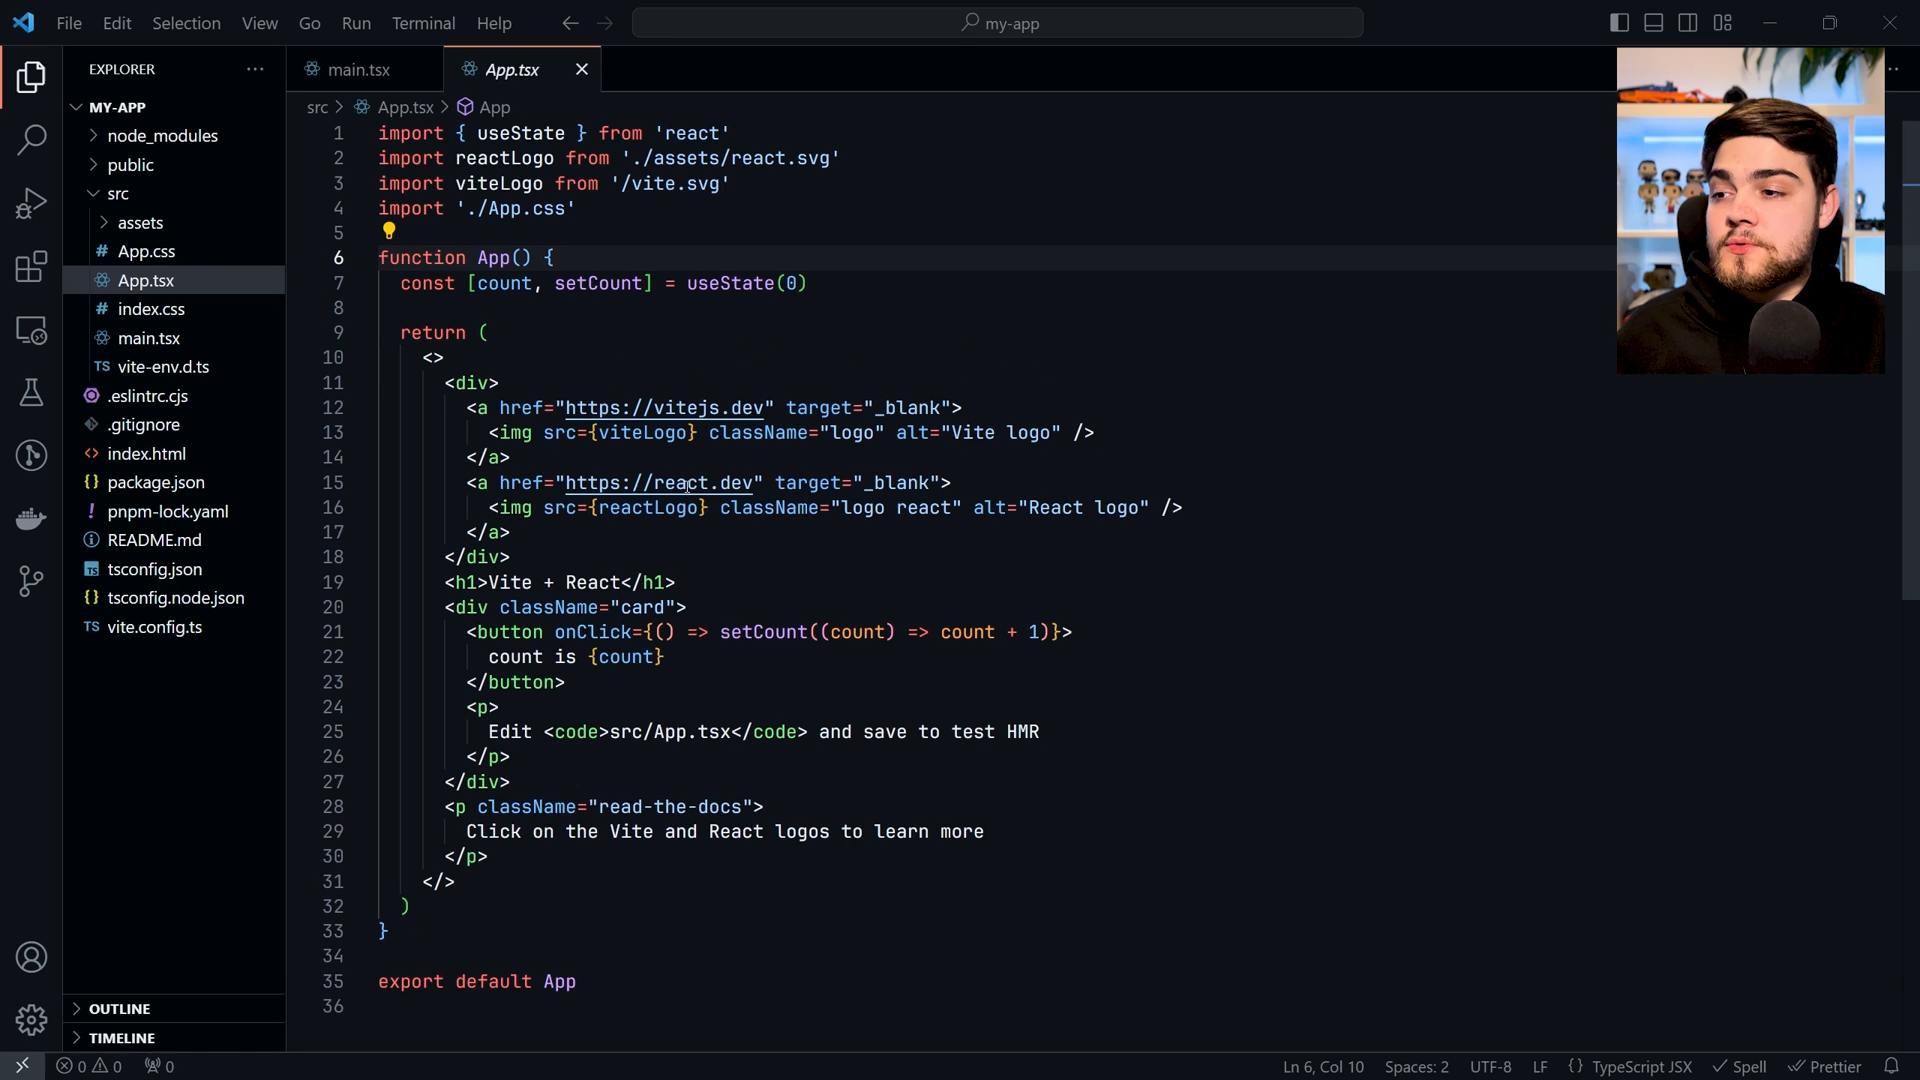 File Edit Selection View Go Run Terminal Help
my-app
EXPLORER
MY-APP
node_modules
public
src
assets
# App.css
App.tsx
# index.css
main.tsx
TS vite-env.d.ts
.eslintrc.cjs
.gitignore
<> index.html
{} package.json
! pnpm-lock.yaml
README.md
TS tsconfig.json
{} tsconfig.node.json
TS vite.config.ts
OUTLINE
TIMELINE
main.tsx
App.tsx
src > App.tsx > App
1 import { useState } from 'react'
2 import reactLogo from './assets/react.svg'
3 import viteLogo from '/vite.svg'
4 import './App.css'
5
6 function App() {
7 const [count, setCount] = useState(0)
8
9 return (
10 <>
11 <div>
12 <a href="https://vitejs.dev" target="_blank">
13 <img src={viteLogo} className="logo" alt="Vite logo" />
14 </a>
15 <a href="https://react.dev" target="_blank">
16 <img src={reactLogo} className="logo react" alt="React logo" />
17 </a>
18 </div>
19 <h1>Vite + React</h1>
20 <div className="card">
21 <button onClick={() => setCount((count) => count + 1)}>
22 count is {count}
23 </button>
24 <p>
25 Edit <code>src/App.tsx</code> and save to test HMR
26 </p>
27 </div>
28 <p className="read-the-docs">
29 Click on the Vite and React logos to learn more
30 </p>
31 </>
32 )
33 }
34
35 export default App
36
0 0 0
Ln 6, Col 10 Spaces: 2 UTF-8 LF {} TypeScript JSX Spell Prettier